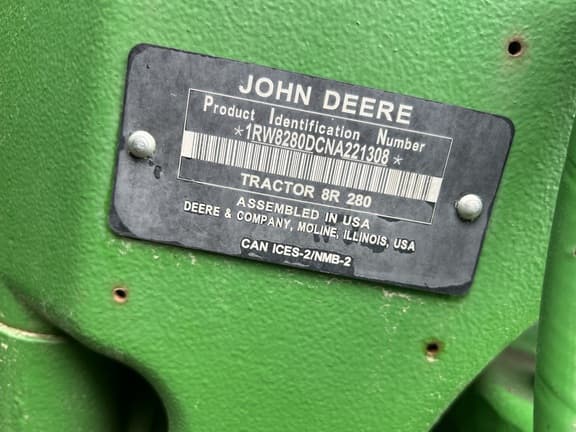 JOHN DEERE
Product Identification Number
*1RW8280DCNA221308*
TRACTOR 8R 280
ASSEMBLED IN USA
DEERE & COMPANY, MOLINE, ILLINOIS, USA
CAN ICES-2/NMB-2